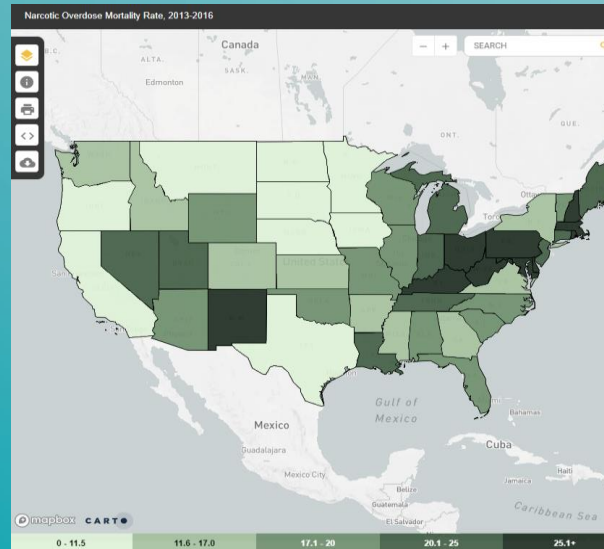 Narcotic Overdose Mortality Rate, 2013-2016
SEARCH
Canada
B.C.
ALTA.
SASK.
MAN.
Edmonton
ONT.
QUE.
United States
Gulf of
Mexico
Mexico
Bahamas
Cuba
Guadalajara
Mexico City
Haiti
Jamaica
Belize
Guatemala
El Salvador
Caribbean Sea
mapbox CARTO
0 - 11.5
11.6 - 17.0
17.1 - 20
20.1 - 25
25.1+